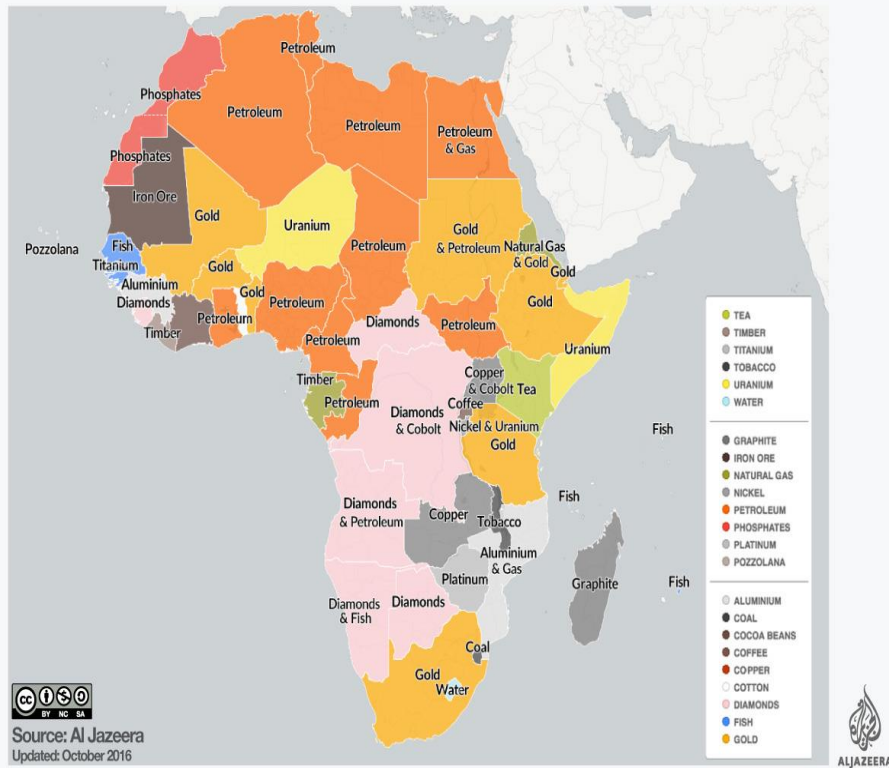 Petroleum
Phosphates
Petroleum
Petroleum
Petroleum
& Gas
Phosphates
Iron Ore
Gold
Uranium
Gold
& Petroleum
Natural Gas
& Gold
Pozzolana
Fish
Titanium
Petroleum
Gold
Gold
Aluminium
Diamonds
Gold
Petroleum
Gold
Timber
Petroleum
Diamonds
Petroleum
Petroleum
Uranium
Timber
Petroleum
Copper
& Cobolt
Tea
Coffee
Diamonds
& Cobolt
Nickel & Uranium
Gold
Fish
Fish
Diamonds
& Petroleum
Copper
Tobacco
Aluminium
& Gas
Platinum
Graphite
Fish
Diamonds
& Fish
Diamonds
Coal
Gold
Water
TEA
TIMBER
TITANIUM
TOBACCO
URANIUM
WATER
GRAPHITE
IRON ORE
NATURAL GAS
NICKEL
PETROLEUM
PHOSPHATES
PLATINUM
POZZOLANA
ALUMINIUM
COAL
COCOA BEANS
COFFEE
COPPER
COTTON
DIAMONDS
FISH
GOLD
CC
BY NC SA
Source: Al Jazeera
Updated: October 2016
ALJAZEERA